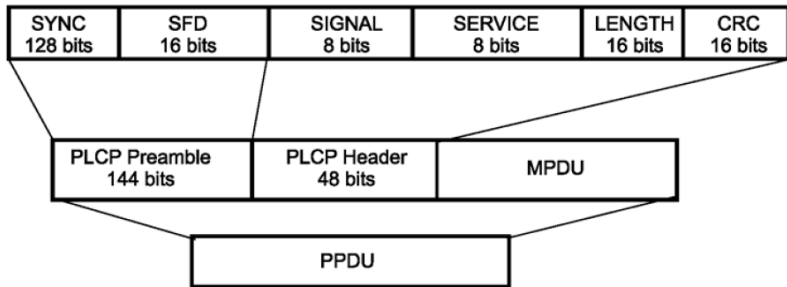 SYNC
128 bits
SFD
16 bits
SIGNAL
8 bits
SERVICE
8 bits
LENGTH
16 bits
CRC
16 bits
PLCP Preamble
144 bits
PLCP Header
48 bits
MPDU
PPDU